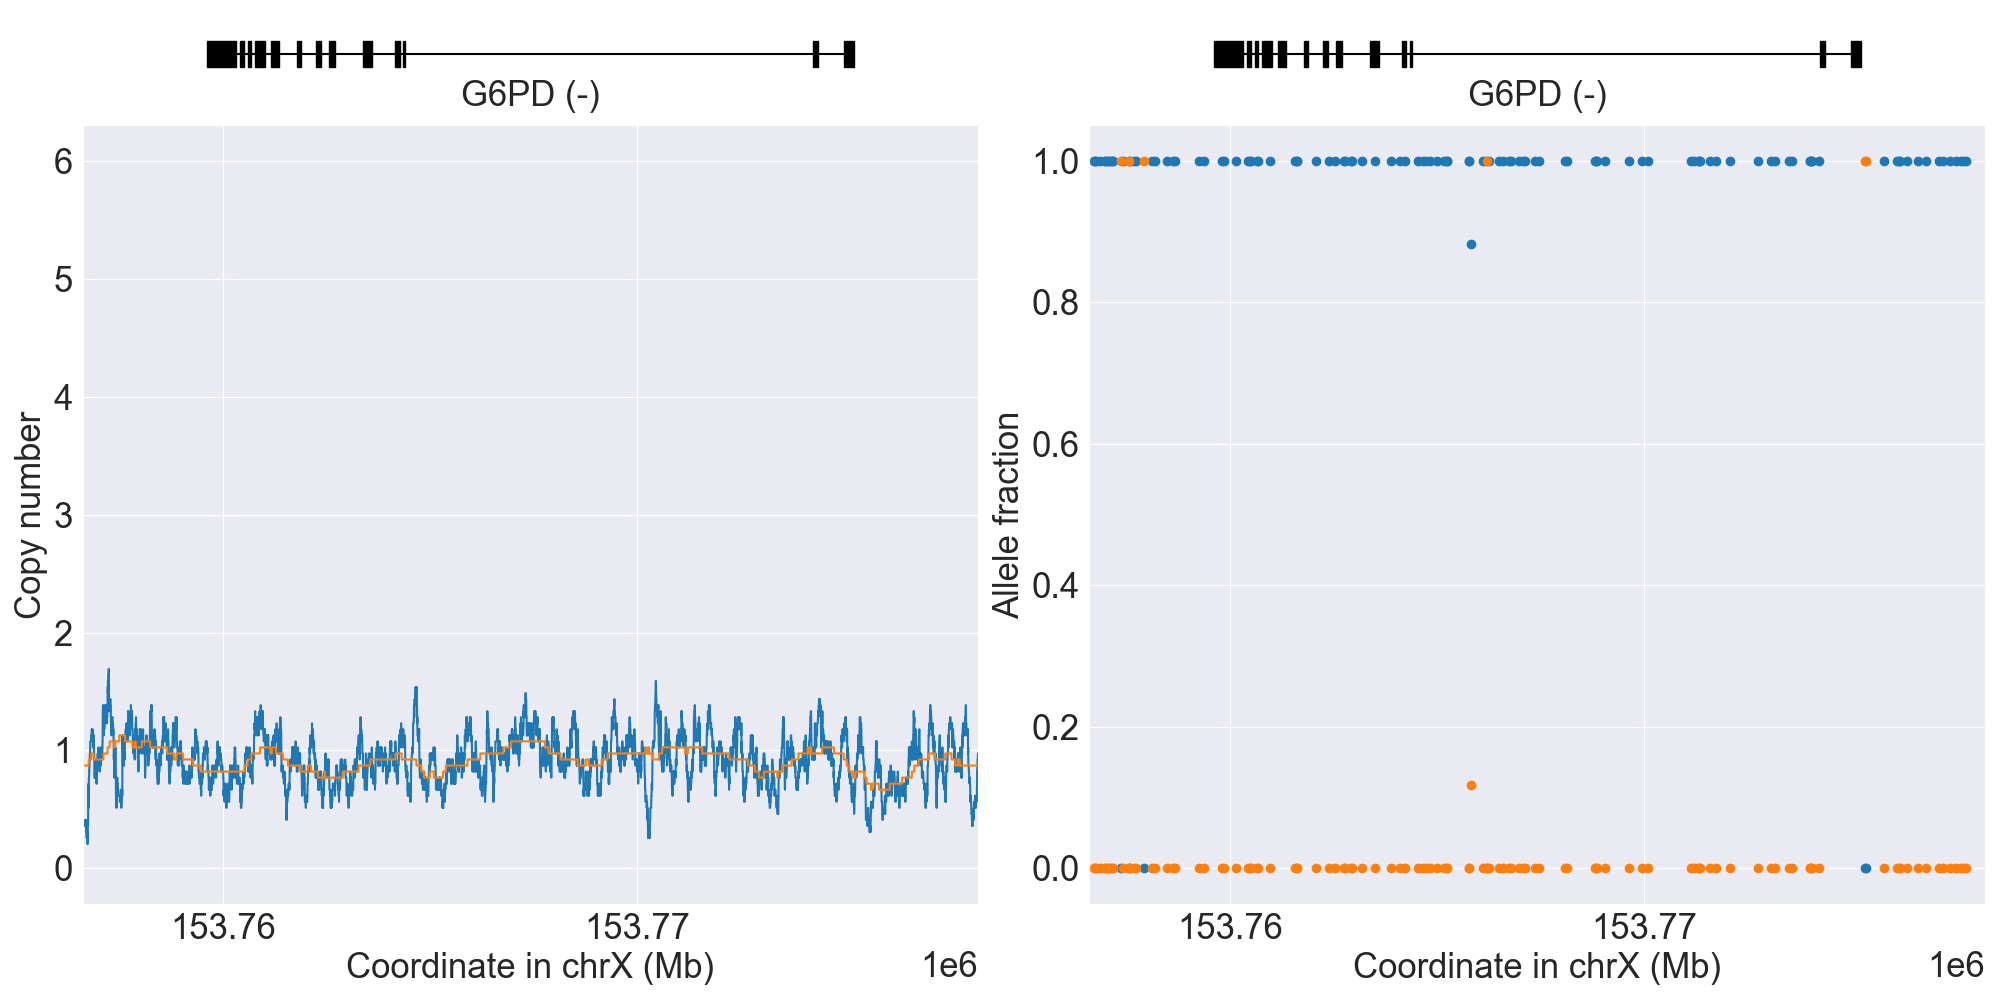 G6PD (-)
6
5
4
3
2
1
0
Copy number
153.76
153.77
Coordinate in chrX (Mb)
1e6
G6PD (-)
1.0
0.8
0.6
0.4
0.2
0.0
Allele fraction
153.76
153.77
Coordinate in chrX (Mb)
1e6